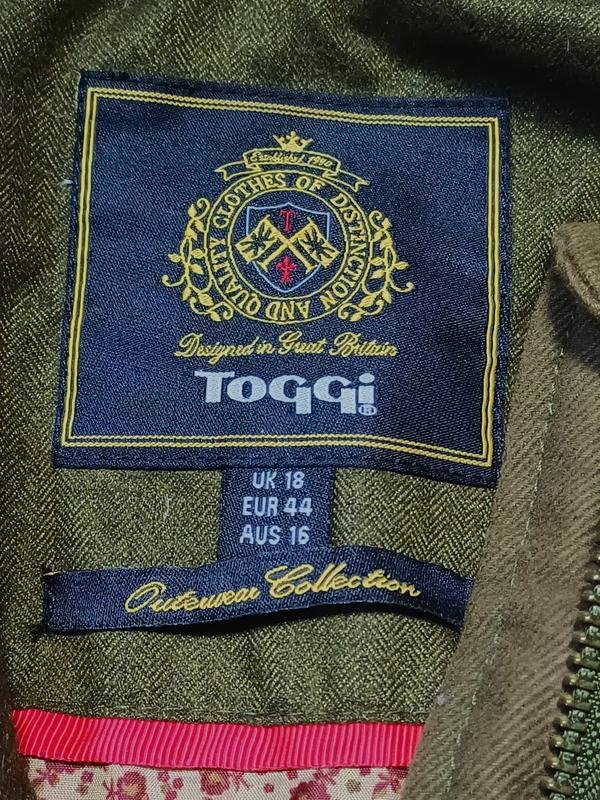 Established 1990
CLOTHES OF DISTINCTION AND QUALITY
T
Designed in Great Britain
TOGGi®
UK 18
EUR 44
AUS 16
Outerwear Collection